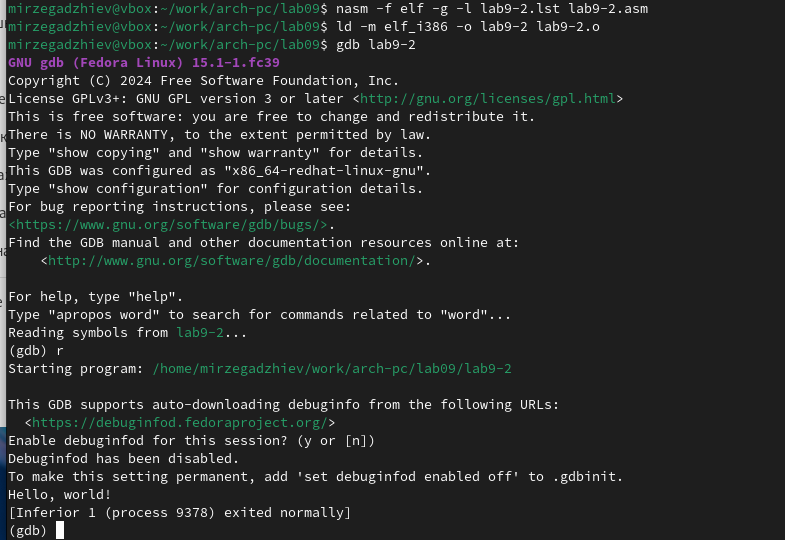 mirzegadzhiev@vbox:~/work/arch-pc/lab09$ nasm -f elf -g -l lab9-2.lst lab9-2.asm
mirzegadzhiev@vbox:~/work/arch-pc/lab09$ ld -m elf_i386 -o lab9-2 lab9-2.o
mirzegadzhiev@vbox:~/work/arch-pc/lab09$ gdb lab9-2
GNU gdb (Fedora Linux) 15.1-1.fc39
Copyright (C) 2024 Free Software Foundation, Inc.
License GPLv3+: GNU GPL version 3 or later <http://gnu.org/licenses/gpl.html>
This is free software: you are free to change and redistribute it.
There is NO WARRANTY, to the extent permitted by law.
Type "show copying" and "show warranty" for details.
This GDB was configured as "x86_64-redhat-linux-gnu".
Type "show configuration" for configuration details.
For bug reporting instructions, please see:
<https://www.gnu.org/software/gdb/bugs/>.
Find the GDB manual and other documentation resources online at:
    <http://www.gnu.org/software/gdb/documentation/>.

For help, type "help".
Type "apropos word" to search for commands related to "word"...
Reading symbols from lab9-2...
(gdb) r
Starting program: /home/mirzegadzhiev/work/arch-pc/lab09/lab9-2

This GDB supports auto-downloading debuginfo from the following URLs:
  <https://debuginfod.fedoraproject.org/>
Enable debuginfod for this session? (y or [n])
Debuginfod has been disabled.
To make this setting permanent, add 'set debuginfod enabled off' to .gdbinit.
Hello, world!
[Inferior 1 (process 9378) exited normally]
(gdb)